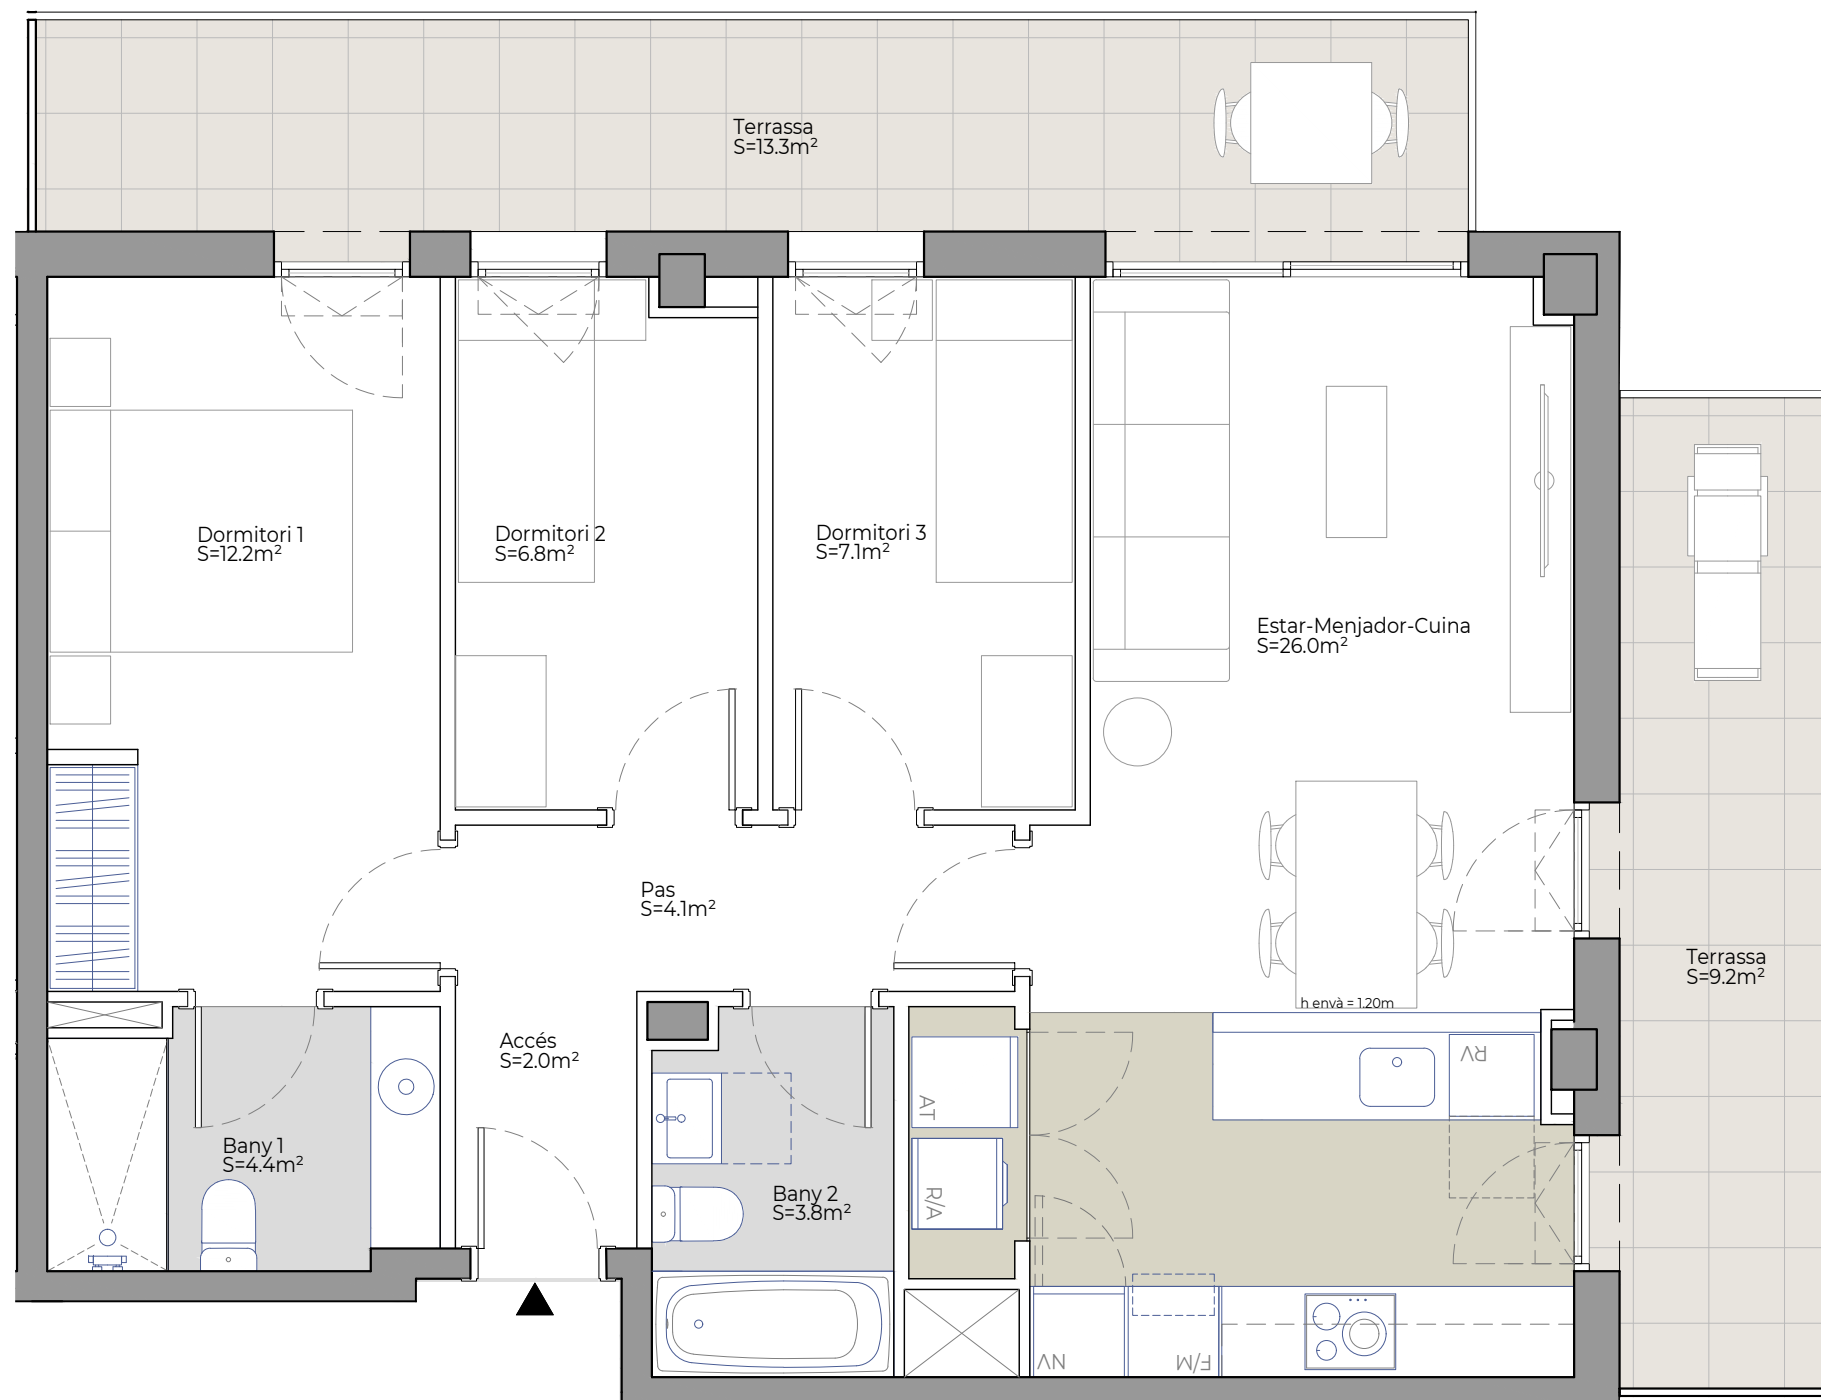 Terrassa
S=13.3m²
Dormitori 1
S=12.2m²
Dormitori 2
S=6.8m²
Dormitori 3
S=7.1m²
Estar-Menjador-Cuina
S=26.0m²
Pas
S=4.1m²
Terrassa
S=9.2m²
h envà = 1.20m
Accés
S=2.0m²
RV
AT
Bany 1
S=4.4m²
Bany 2
S=3.8m²
R/A
NV
F/M